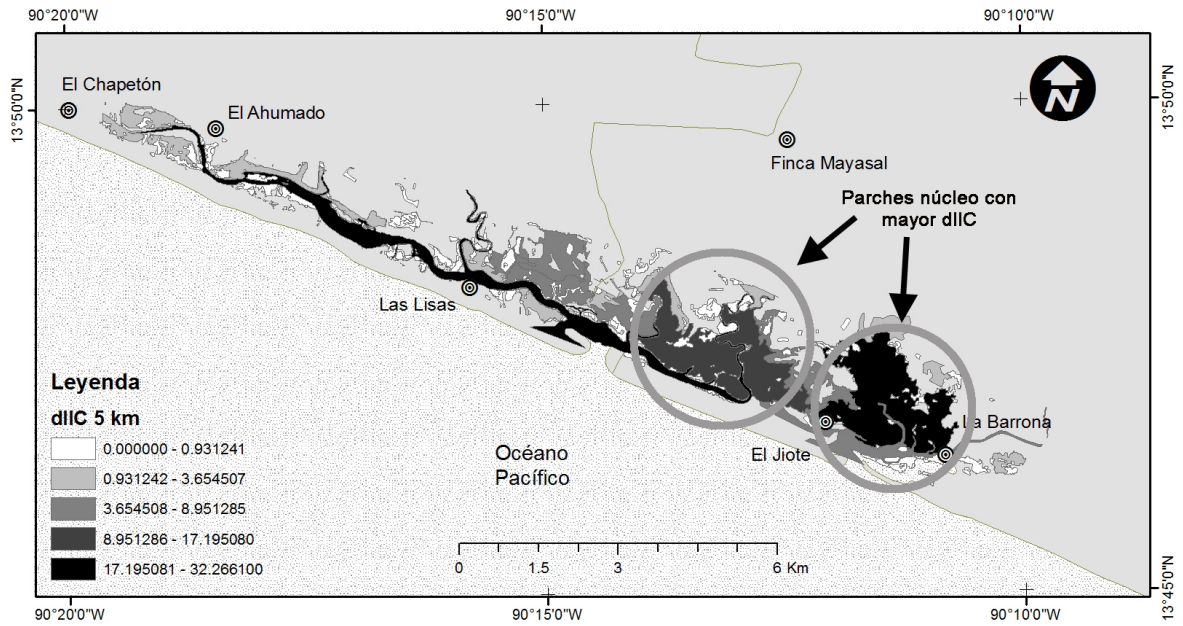 90°20'0"W 90°15'0"W 90°10'0"W
13°50'0"N
13°50'0"N
El Chapetón
El Ahumado
N
Finca Mayasal
Parches núcleo con
mayor dIIC
Las Lisas
La Barrona
El Jiote
Océano
Pacífico
Leyenda
dIIC 5 km
0.000000 - 0.931241
0.931242 - 3.654507
3.654508 - 8.951285
8.951286 - 17.195080
17.195081 - 32.266100
0 1.5 3 6 Km
13°45'0"N
90°20'0"W 90°15'0"W 90°10'0"W